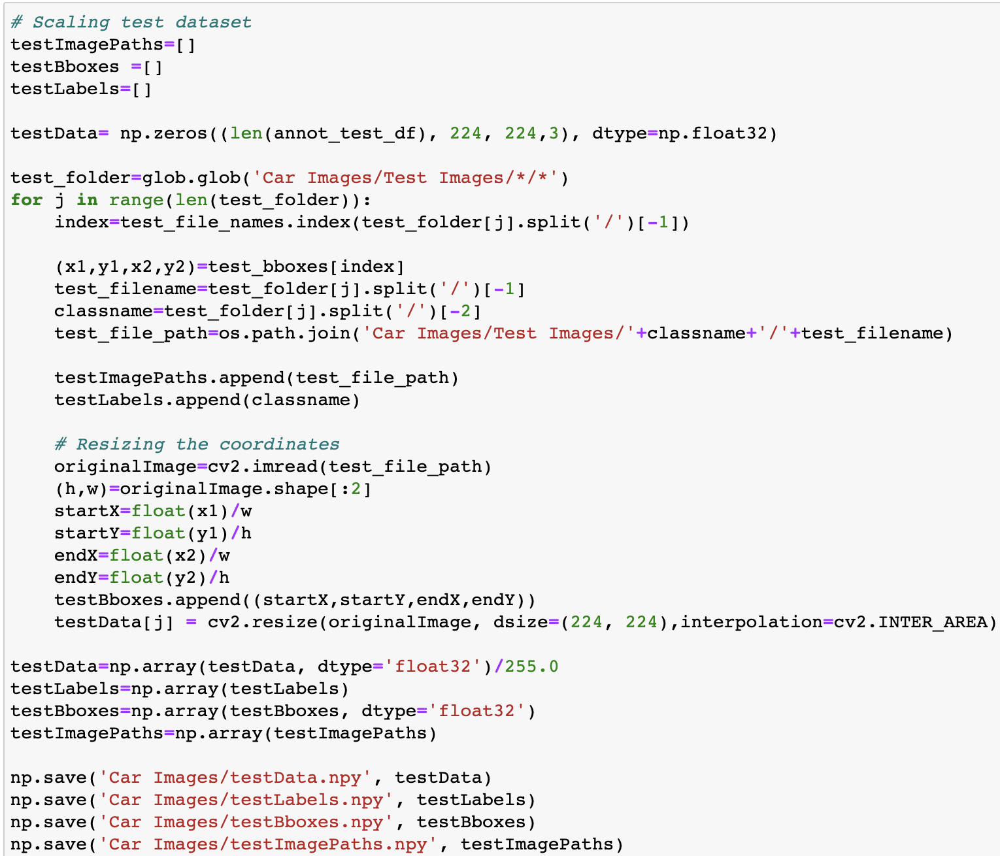 # Scaling test dataset
testImagePaths=[]
testBboxes =[]
testLabels=[]
testData= np.zeros((len(annot_test_df), 224, 224,3), dtype=np.float32)
test_folder=glob.glob('Car Images/Test Images/*/*')
for j in range(len(test_folder)):
    index=test_file_names.index(test_folder[j].split('/')[-1])
    (x1,y1,x2,y2)=test_bboxes[index]
    test_filename=test_folder[j].split('/')[-1]
    classname=test_folder[j].split('/')[-2]
    test_file_path=os.path.join('Car Images/Test Images/'+classname+'/'+test_filename)
    testImagePaths.append(test_file_path)
    testLabels.append(classname)
    # Resizing the coordinates
    originalImage=cv2.imread(test_file_path)
    (h,w)=originalImage.shape[:2]
    startX=float(x1)/w
    startY=float(y1)/h
    endX=float(x2)/w
    endY=float(y2)/h
    testBboxes.append((startX,startY,endX,endY))
    testData[j] = cv2.resize(originalImage, dsize=(224, 224),interpolation=cv2.INTER_AREA)
testData=np.array(testData, dtype='float32')/255.0
testLabels=np.array(testLabels)
testBboxes=np.array(testBboxes, dtype='float32')
testImagePaths=np.array(testImagePaths)
np.save('Car Images/testData.npy', testData)
np.save('Car Images/testLabels.npy', testLabels)
np.save('Car Images/testBboxes.npy', testBboxes)
np.save('Car Images/testImagePaths.npy', testImagePaths)